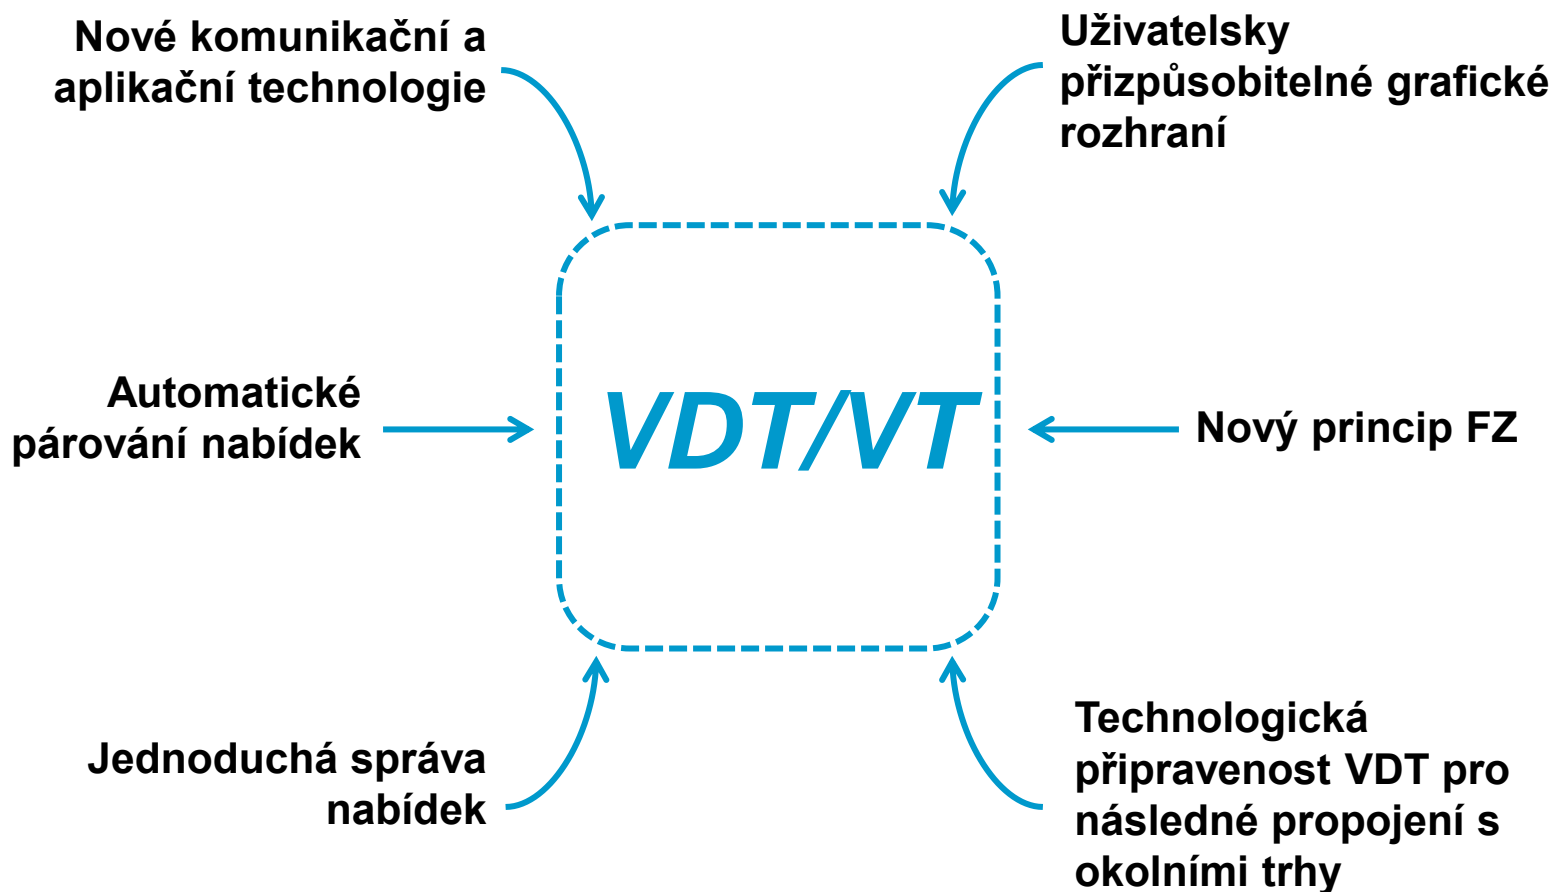 Nové komunikační a
aplikační technologie
Uživatelsky
přizpůsobitelné grafické
rozhraní
Automatické
párování nabídek
VDT/VT
Nový princip FZ
Jednoduchá správa
nabídek
Technologická
připravenost VDT pro
následné propojení s
okolními trhy